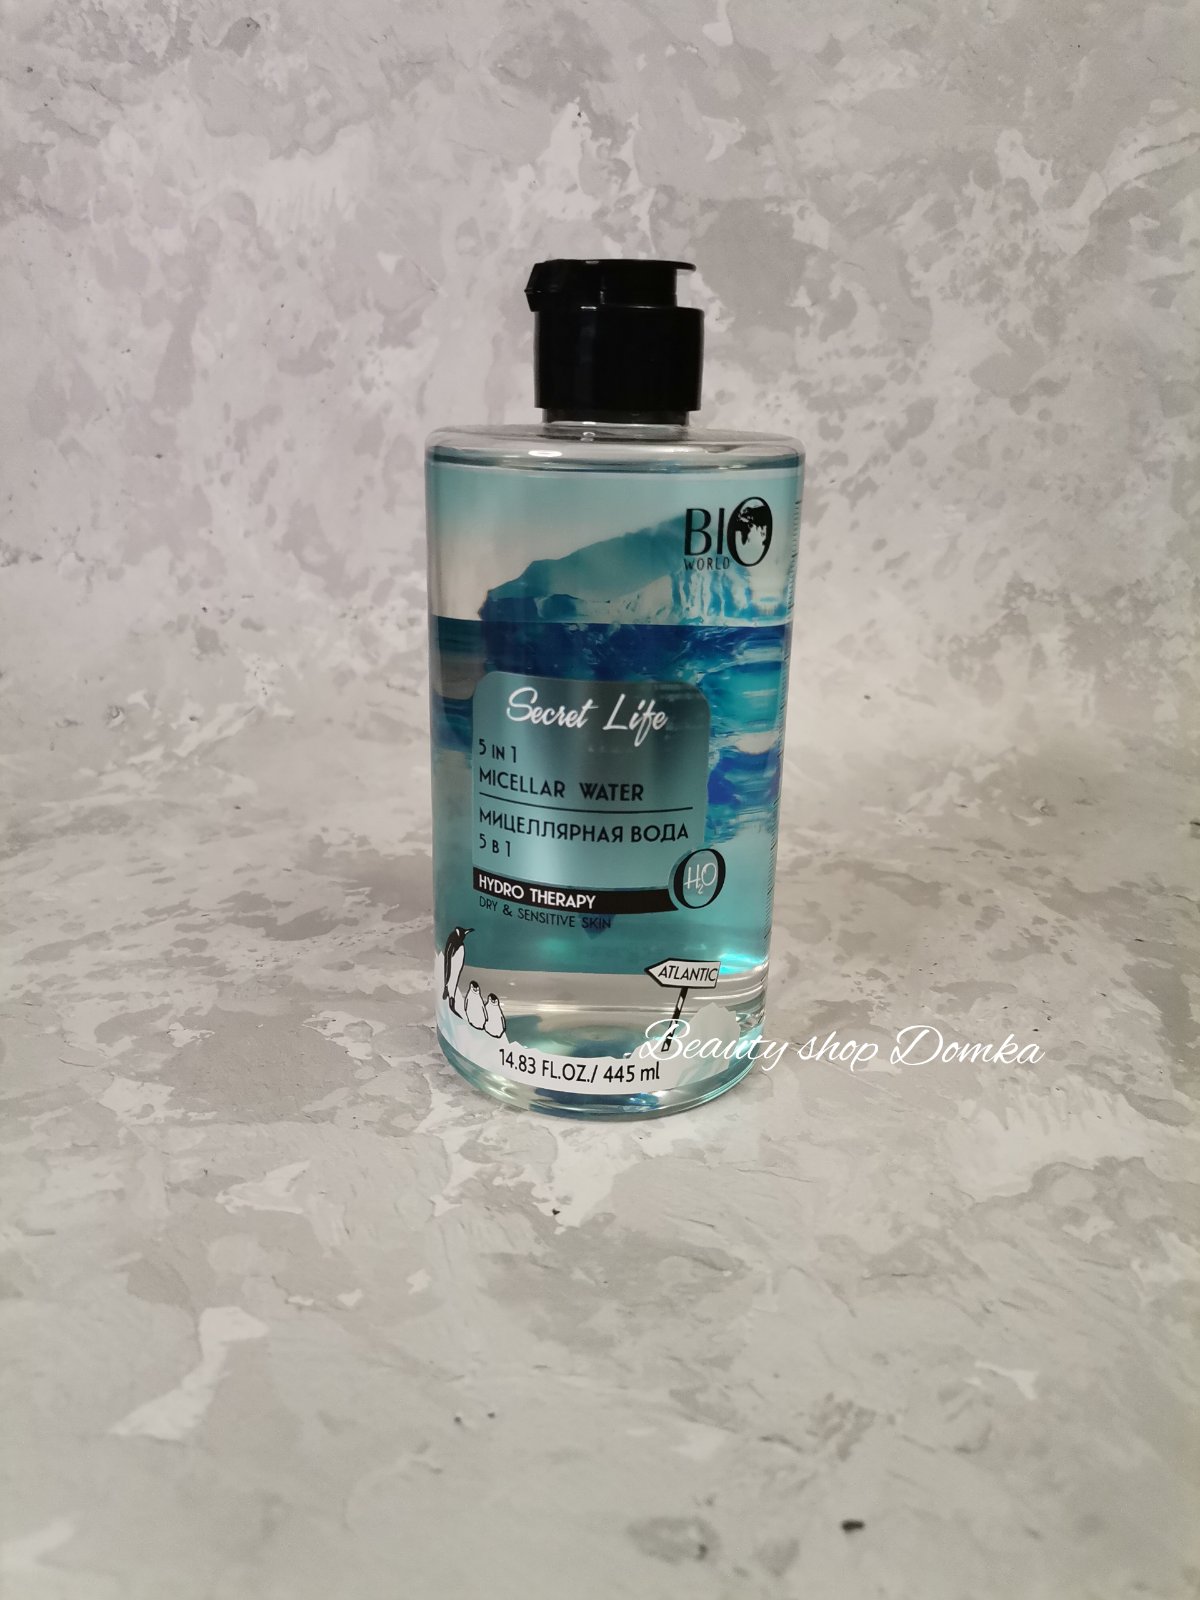 BIO
WORLD
Secret Life
5 IN 1
MICELLAR WATER
МИЦЕЛЛЯРНАЯ ВОДА
5 В 1
H2O
HYDRO THERAPY
DRY & SENSITIVE SKIN
ATLANTIC
Beauty shop Domka
14.83 FL.OZ./ 445 ml